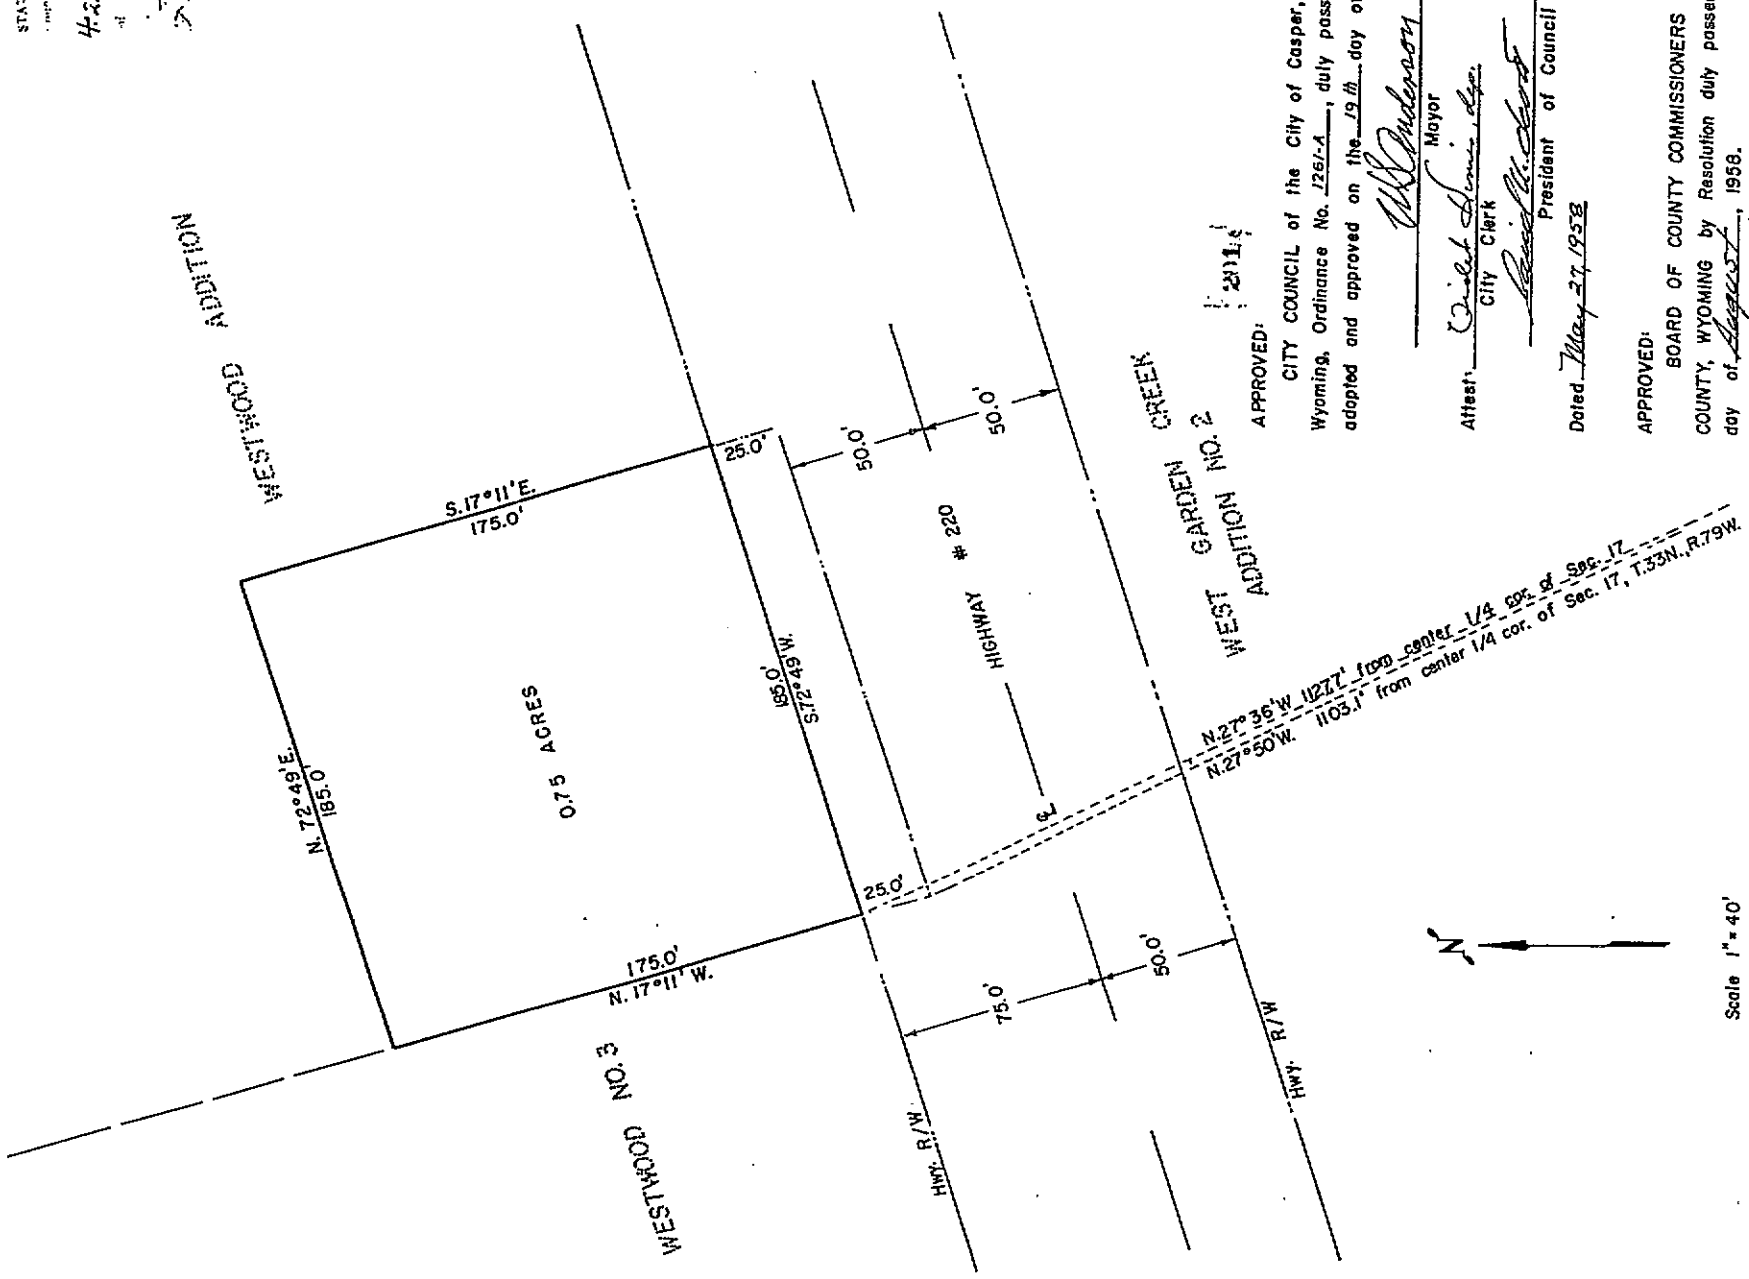 WESTWOOD ADDITION
N. 72°49'E.
185.0'
S. 17°11'E.
175.0'
0.75 ACRES
175.0'
N. 17°11' W.
185.0'
S.72°49'W.
25.0'
25.0'
WESTWOOD NO. 3
50.0'
50.0'
HIGHWAY # 220
75.0'
50.0'
Hwy. R/W
Hwy. R/W
WEST GARDEN CREEK
ADDITION NO. 2
N.27°36'W. 1127.7' from center 1/4 cor. of Sec. 17
N.27°50'W. 1103.1' from center 1/4 cor. of Sec. 17, T.33N., R.79W.
N
Scale 1" = 40'
APPROVED:
CITY COUNCIL of the City of Casper,
Wyoming, Ordinance No. 1261-A, duly pass
adopted and approved on the 19th day o
W Anderson
Mayor
Attest:
City Clerk
President of Council
Dated May 27, 1958
APPROVED:
BOARD OF COUNTY COMMISSIONERS
COUNTY, WYOMING by Resolution duly passe
day of August, 1958.